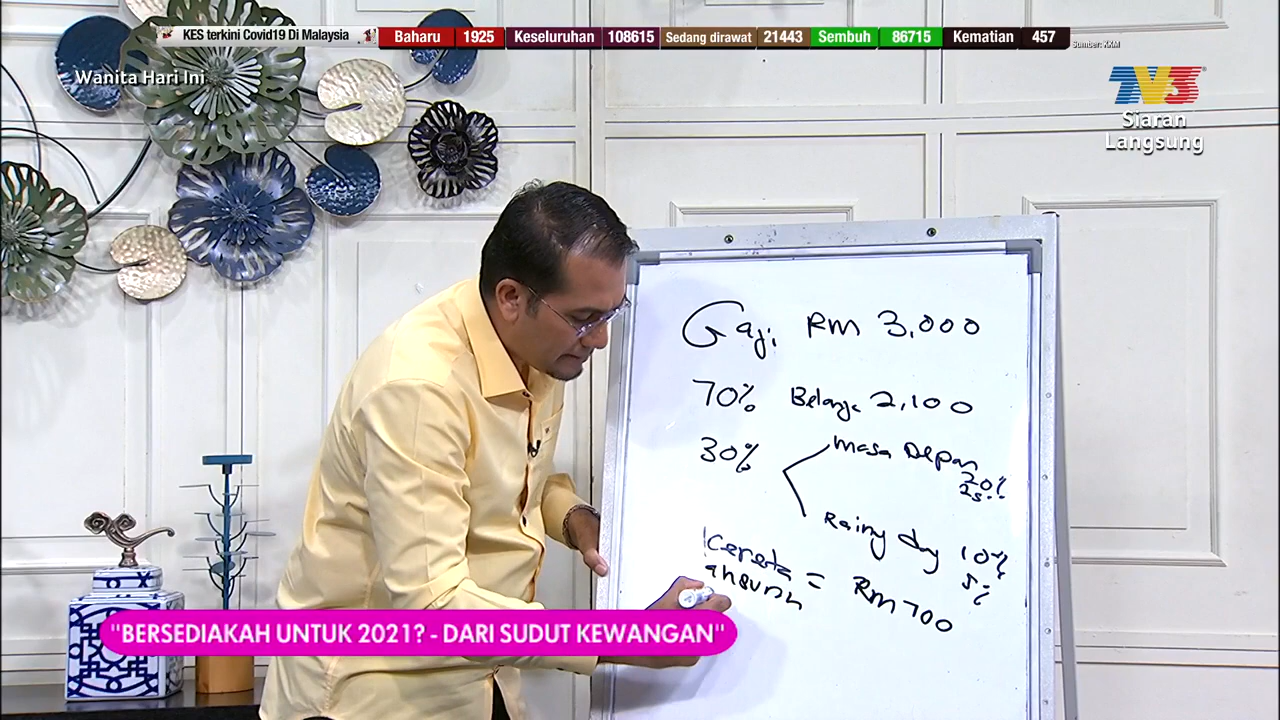 KES terkini Covid19 Di Malaysia Baharu 1925 Keseluruhan 108615 Sedang dirawat 21443 Sembuh 86715 Kematian 457
Sumber: KKM
Wanita Hari Ini
TV3
Siaran
Langsung
Gaji RM 3,000
70% Belanja 2,100
30% Masa Depan
20%
25%
Rainy day 10%
5%
Kereta = RM 700
ansuran
"BERSEDIAKAH UNTUK 2021? - DARI SUDUT KEWANGAN"